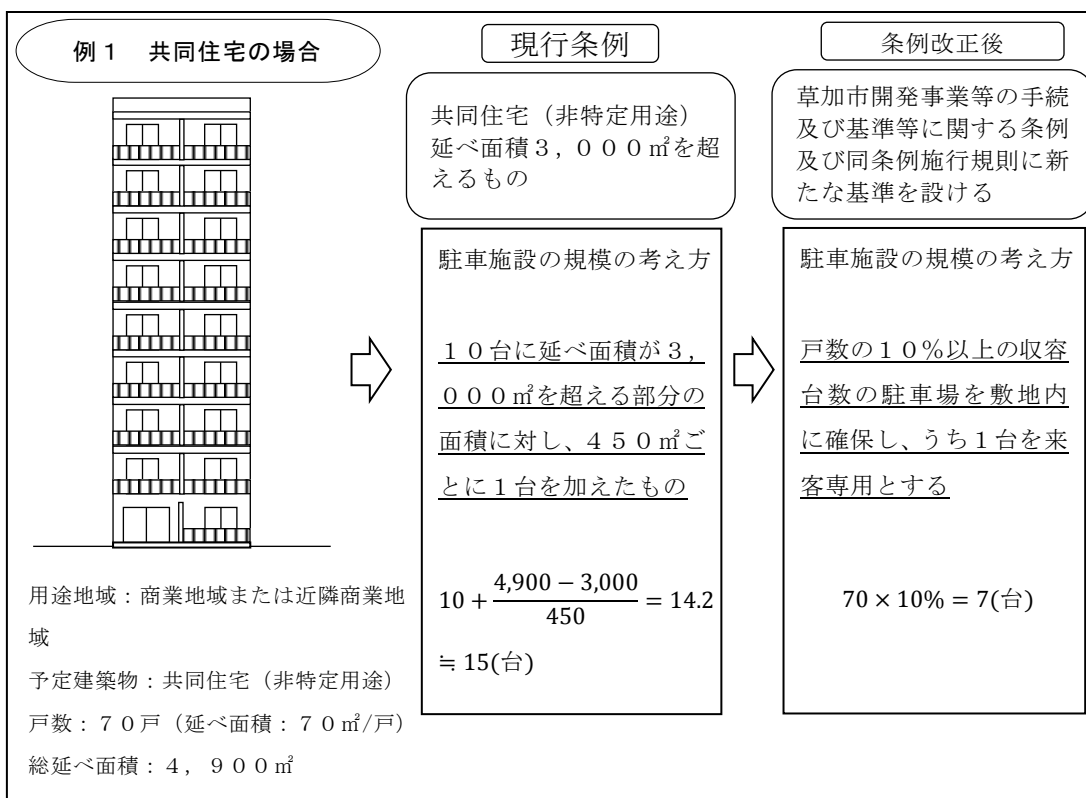 例１　共同住宅の場合
現行条例
条例改正後
共同住宅（非特定用途）
延べ面積３，０００㎡を超
えるもの
草加市開発事業等の手続
及び基準等に関する条例
及び同条例施行規則に新
たな基準を設ける
駐車施設の規模の考え方
１０台に延べ面積が３，
０００㎡を超える部分の
面積に対し、４５０㎡ご
とに１台を加えたもの
10 + (4,900 − 3,000)/450 = 14.2
≒ 15(台)
駐車施設の規模の考え方
戸数の１０％以上の収容
台数の駐車場を敷地内
に確保し、うち１台を来
客専用とする
70 × 10% = 7(台)
用途地域：商業地域または近隣商業地
域
予定建築物：共同住宅（非特定用途）
戸数：７０戸（延べ面積：７０㎡/戸）
総延べ面積：４，９００㎡